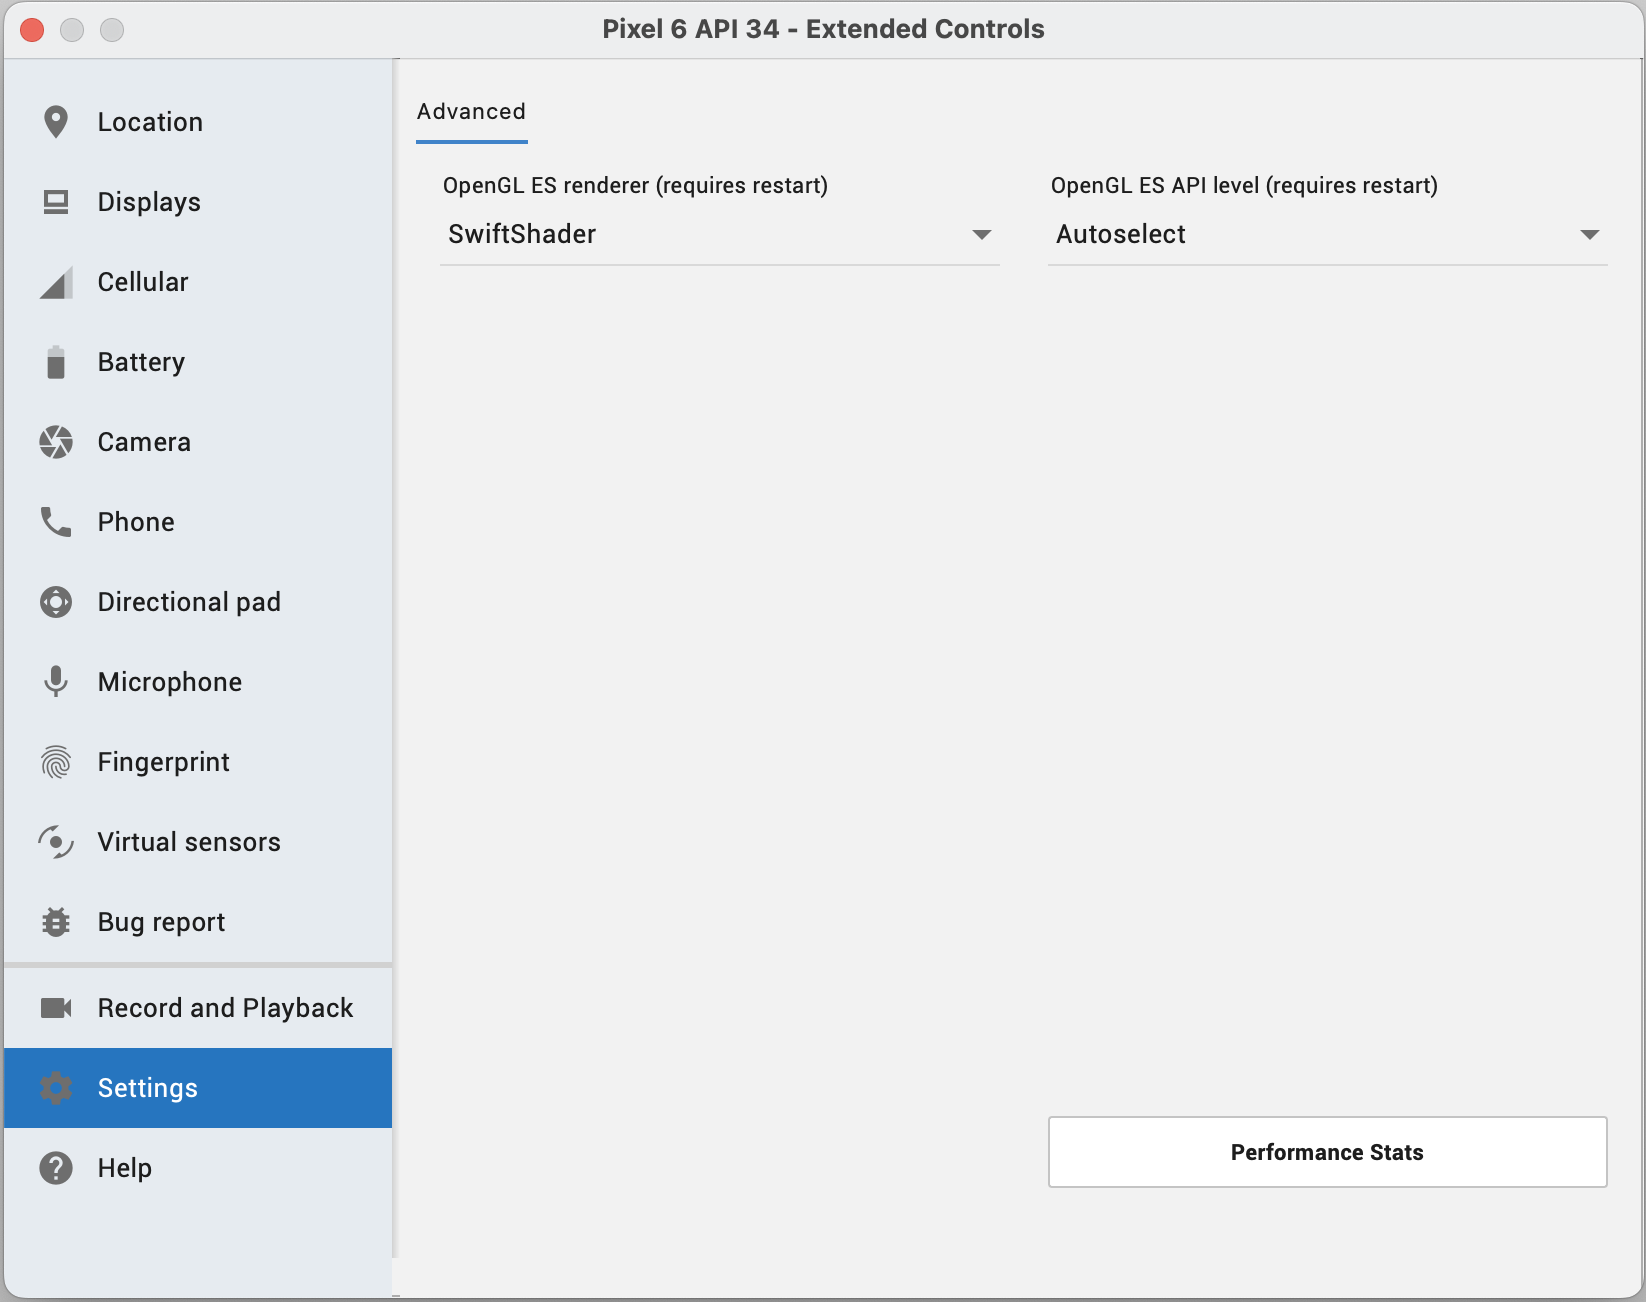 Pixel 6 API 34 - Extended Controls
Location
Displays
Cellular
Battery
Camera
Phone
Directional pad
Microphone
Fingerprint
Virtual sensors
Bug report
Record and Playback
Settings
Help
Advanced
OpenGL ES renderer (requires restart)
SwiftShader
OpenGL ES API level (requires restart)
Autoselect
Performance Stats